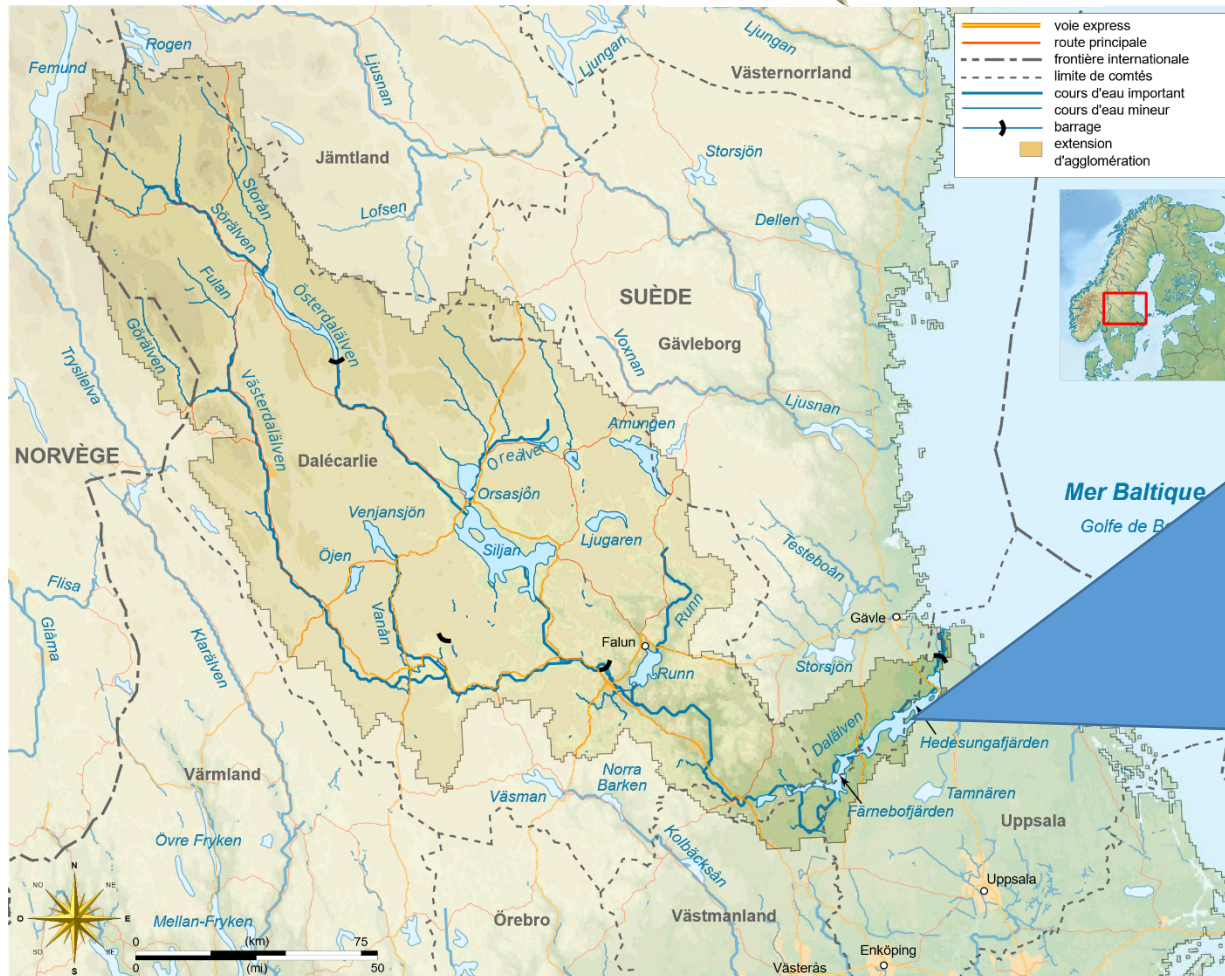 voie express
route principale
frontière internationale
limite de comtés
cours d'eau important
cours d'eau mineur
barrage
extension
d'agglomération
Rogen
Femund
Ljusnan
Ljungan
Ljungan
Västernorrland
Jämtland
Storsjön
Storån
Sörälven
Lofsen
Dellen
Fulan
Österdalälven
SUÈDE
Görälven
Gävleborg
Voxnan
Trysilelva
Västerdalälven
Ljusnan
Amungen
Oreälven
NORVÈGE
Dalécarlie
Orsasjön
Mer Baltique
Venjansjön
Golfe de
Siljan
Ljugaren
Öjen
Testeboån
Flisa
Glåma
Vanån
Runn
Klarälven
Gävle
Falun
Storsjön
Runn
Dalälven
Hedesungafjärden
Värmland
Norra
Barken
Väsman
Tamnären
Färnebofjärden
Uppsala
Övre Fryken
Kolbäcksån
N
NO
NE
O
E
SO
SE
S
Uppsala
Mellan-Fryken
Örebro
Västmanland
0
(km)
75
0
(mi)
50
Enköping
Västerås